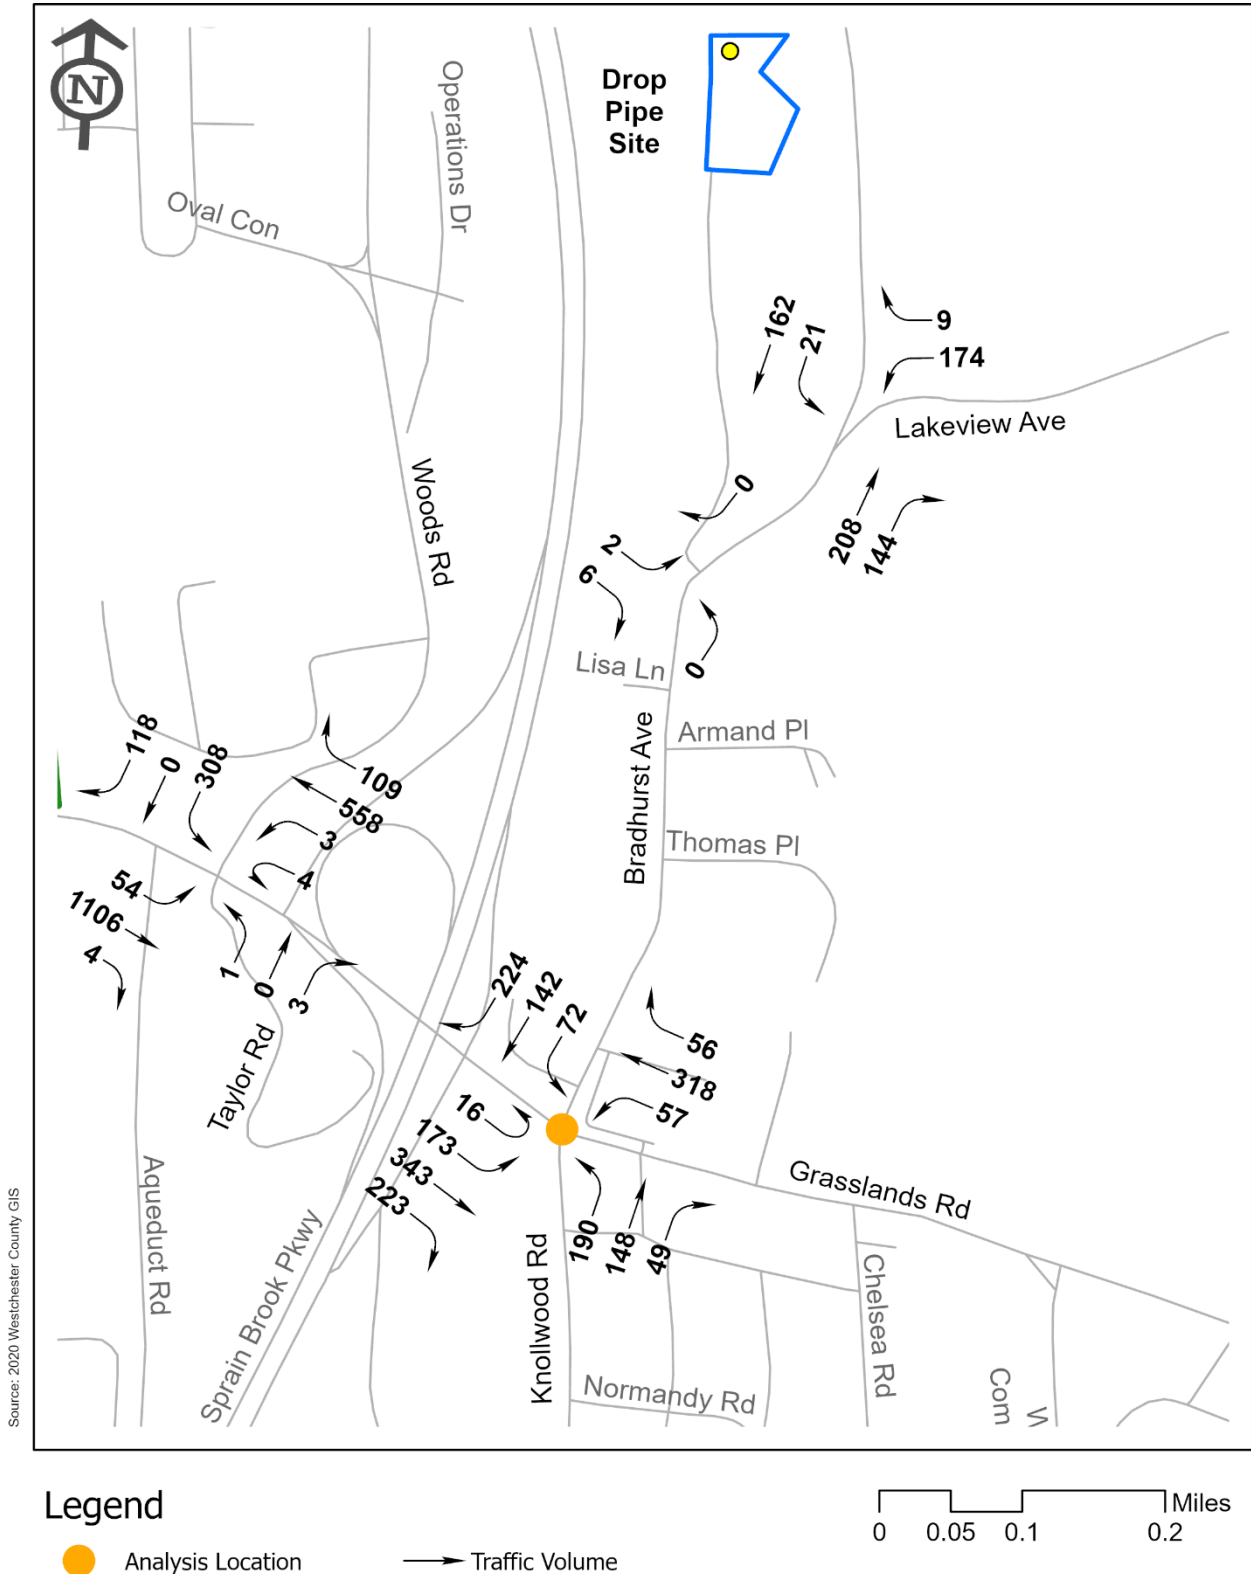 N
Drop
Pipe
Site
Operations Dr
Oval Con
162
21
9
174
Lakeview Ave
Woods Rd
0
2
6
208
144
0
Lisa Ln
Armand Pl
Bradhurst Ave
Thomas Pl
118
0
308
109
558
3
4
54
1106
4
1
0
3
Taylor Rd
224
142
72
56
318
57
16
173
343
223
190
148
49
Grasslands Rd
Aqueduct Rd
Sprain Brook Pkwy
Knollwood Rd
Chelsea Rd
Normandy Rd
Com
W
Source: 2020 Westchester County GIS
Legend
Analysis Location
Traffic Volume
Miles
0 0.05 0.1 0.2